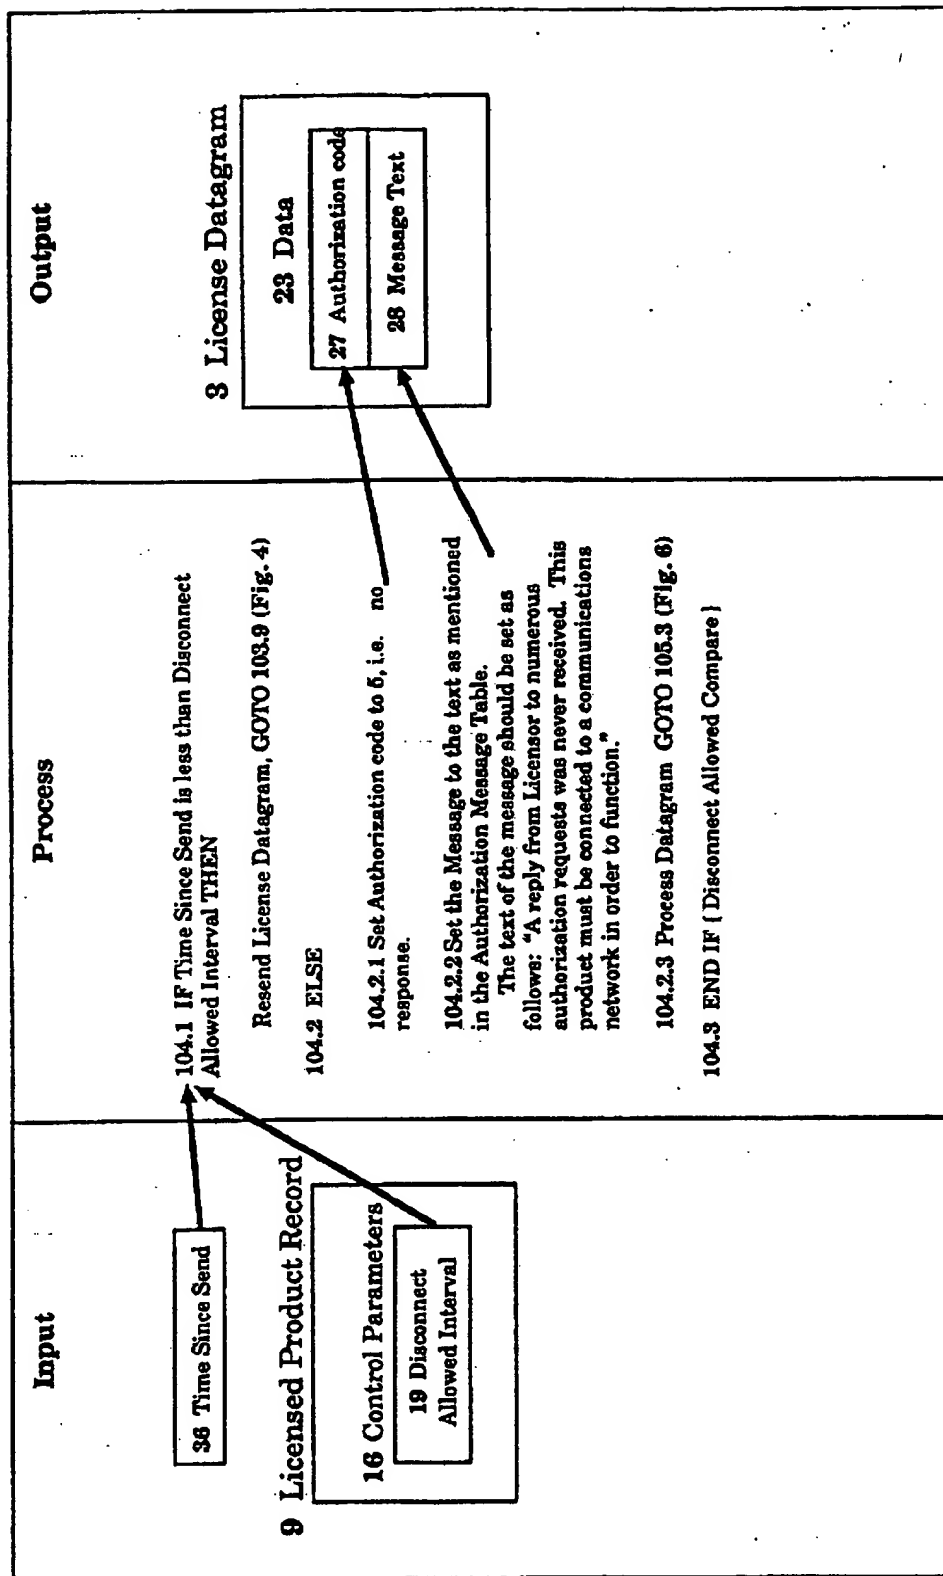 Input
Process
Output
36 Time Since Send
9 Licensed Product Record
16 Control Parameters
19 Disconnect
Allowed Interval
104.1 IF Time Since Send is less than Disconnect
Allowed Interval THEN
Resend License Datagram, GOTO 103.9 (Fig. 4)
104.2 ELSE
104.2.1 Set Authorization code to 5, i.e. no
response.
104.2.2 Set the Message to the text as mentioned
in the Authorization Message Table.
The text of the message should be set as
follows: “A reply from Licensor to numerous
authorization requests was never received. This
product must be connected to a communications
network in order to function.”
104.2.3 Process Datagram GOTO 105.3 (Fig. 6)
104.3 END IF { Disconnect Allowed Compare }
3 License Datagram
23 Data
27 Authorization code
28 Message Text